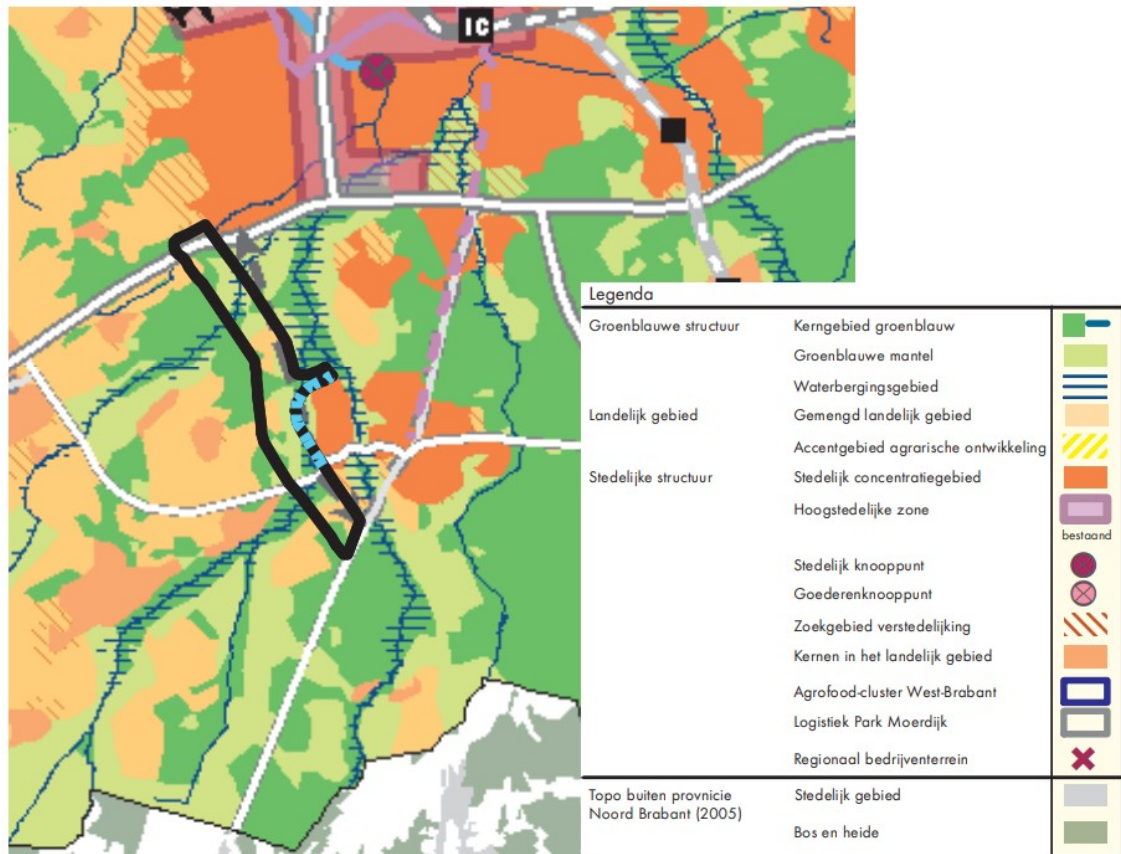 IC
Legenda
Groenblauwe structuur
Kerngebied groenblauw
Groenblauwe mantel
Waterbergingsgebied
Landelijk gebied
Gemengd landelijk gebied
Accentgebied agrarische ontwikkeling
Stedelijke structuur
Stedelijk concentratiegebied
Hoogstedelijke zone
bestaand
Stedelijk knooppunt
Goederenknooppunt
Zoekgebied verstedelijking
Kernen in het landelijk gebied
Agrofood-cluster West-Brabant
Logistiek Park Moerdijk
Regionaal bedrijventerrein
Topo buiten provnicie
Noord Brabant (2005)
Stedelijk gebied
Bos en heide